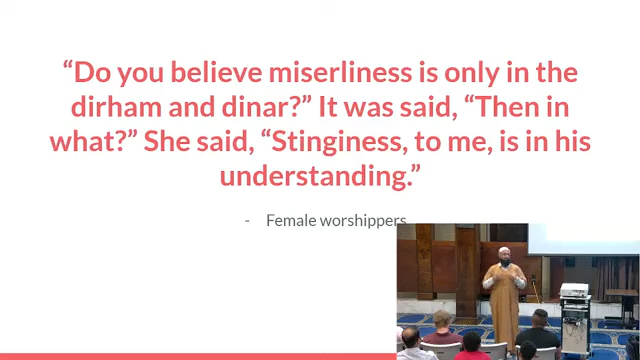 “Do you believe miserliness is only in the
dirham and dinar?” It was said, “Then in
what?” She said, “Stinginess, to me, is in his
understanding.”
- Female worshippers